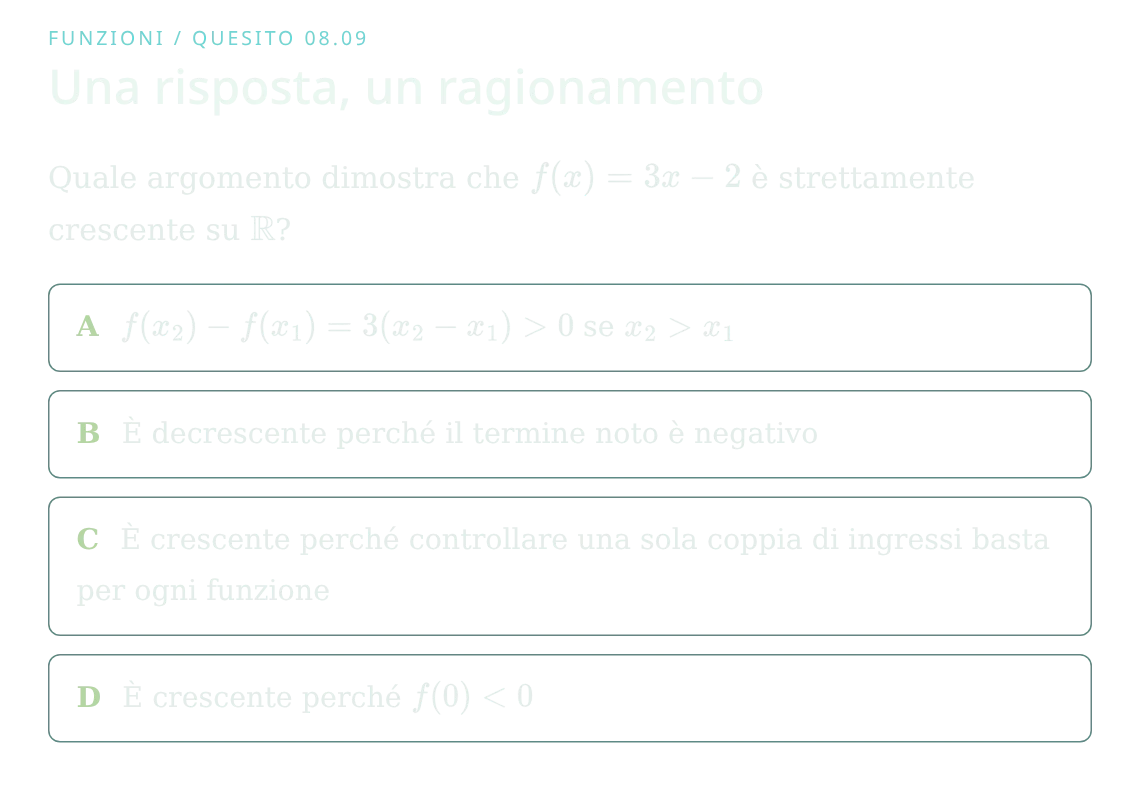 FUNZIONI / QUESITO 08.09
Una risposta, un ragionamento
Quale argomento dimostra che f(x) = 3x − 2 è strettamente
crescente su ℝ?
A f(x₂) − f(x₁) = 3(x₂ − x₁) > 0 se x₂ > x₁
B È decrescente perché il termine noto è negativo
C È crescente perché controllare una sola coppia di ingressi basta
per ogni funzione
D È crescente perché f(0) < 0